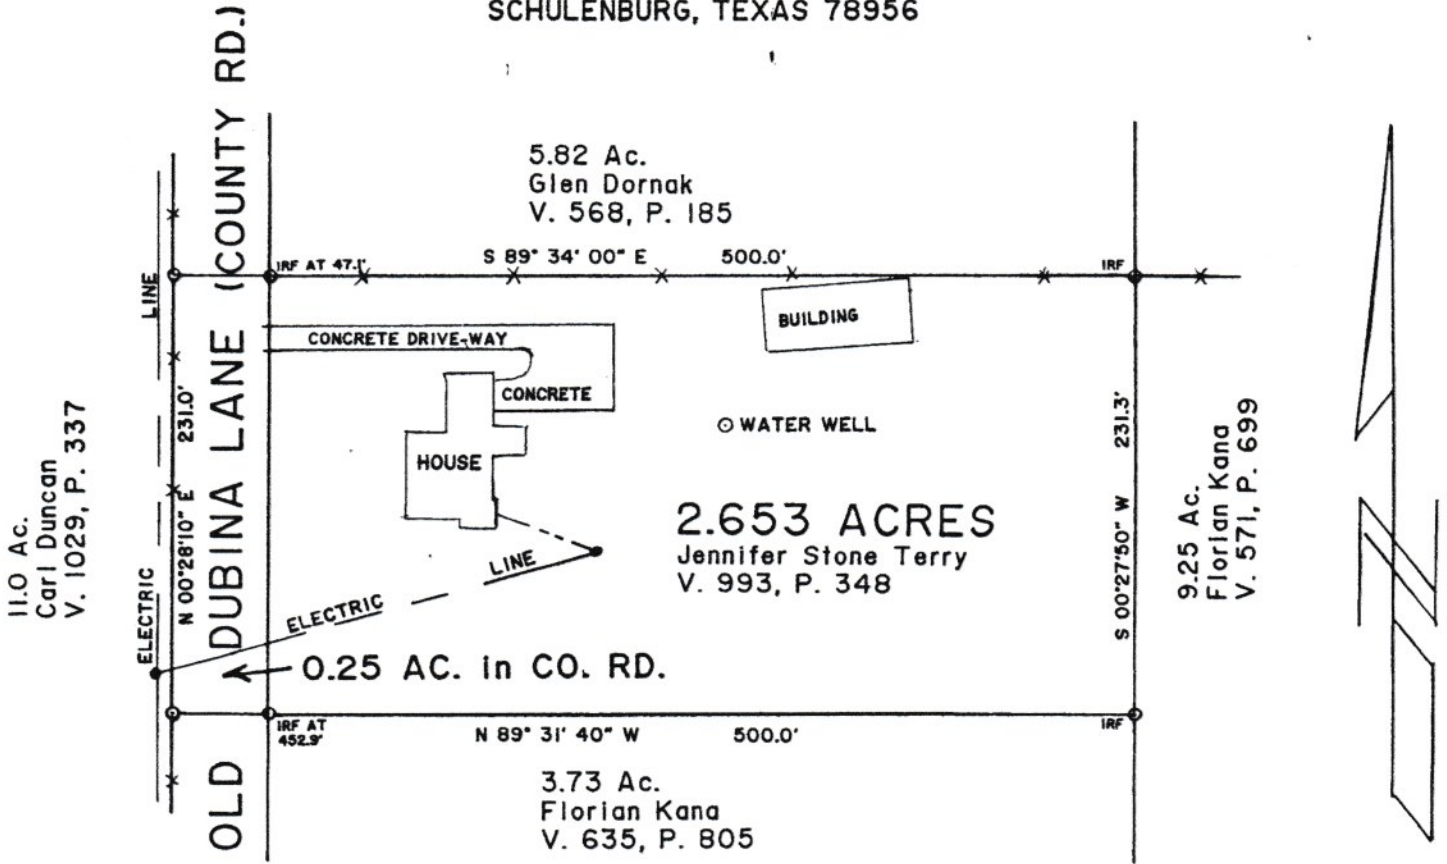 SCHULENBURG, TEXAS 78956
OLD DUBINA LANE (COUNTY RD.)
5.82 Ac.
Glen Dornak
V. 568, P. 185
IRF AT 47.1'
S 89° 34' 00" E 500.0'
IRF
LINE
ELECTRIC
231.0'
N 00°28'10" E
11.0 Ac.
Carl Duncan
V. 1029, P. 337
CONCRETE DRIVE-WAY
CONCRETE
BUILDING
WATER WELL
HOUSE
2.653 ACRES
Jennifer Stone Terry
V. 993, P. 348
LINE
ELECTRIC
231.3'
S 00°27'50" W
9.25 Ac.
Florian Kana
V. 571, P. 699
0.25 AC. in CO. RD.
IRF AT
452.9'
N 89° 31' 40" W 500.0'
IRF
3.73 Ac.
Florian Kana
V. 635, P. 805